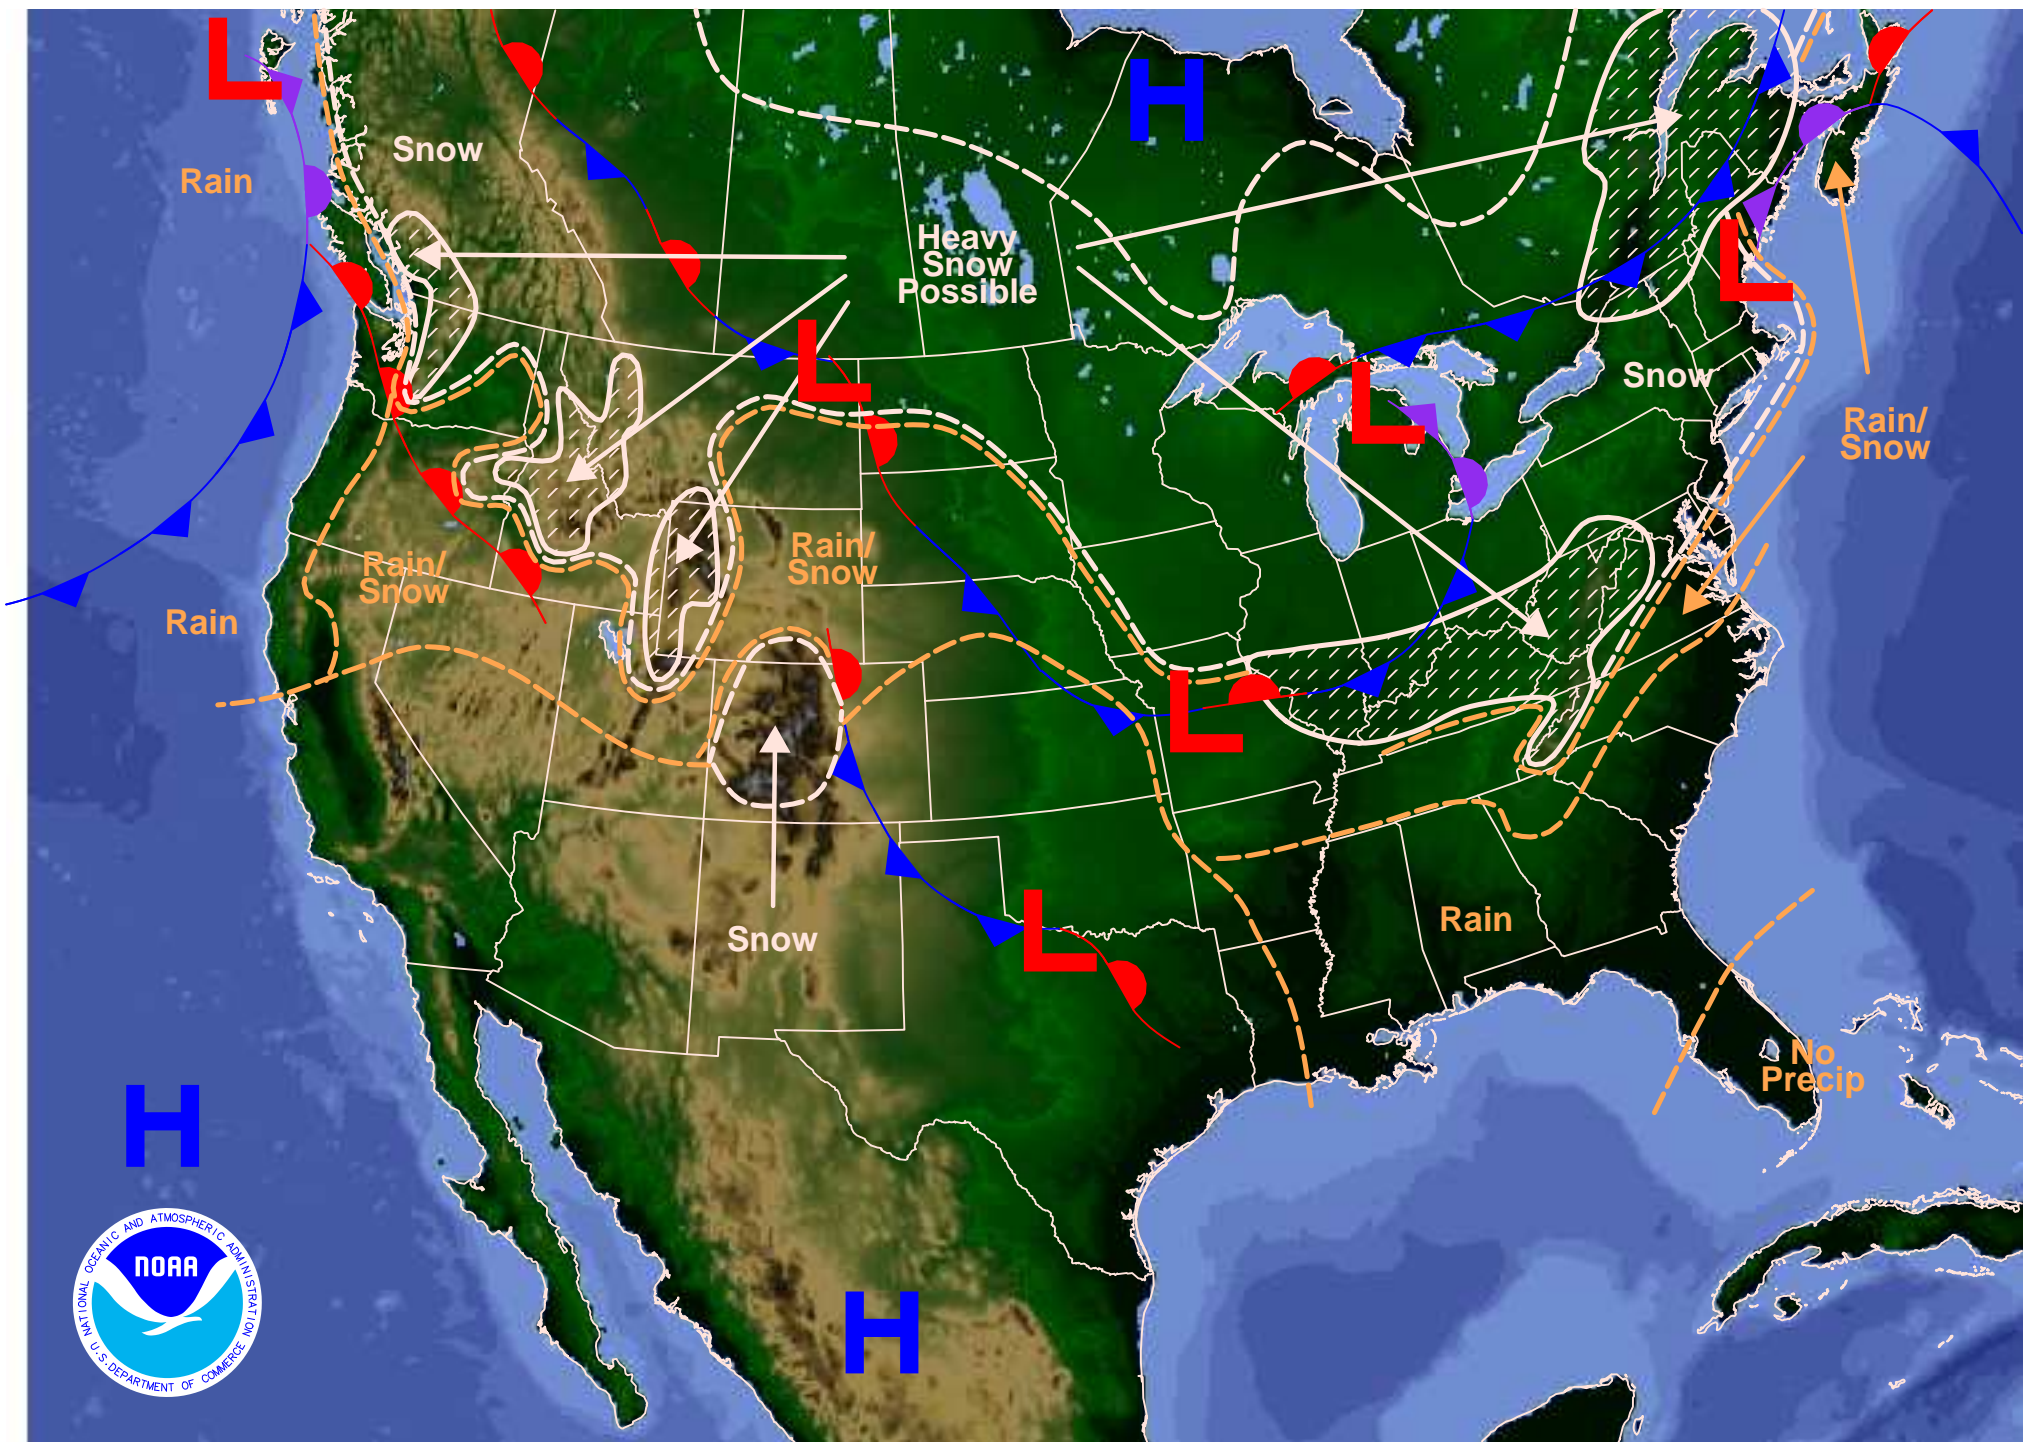 L
H
Snow
Rain
Heavy
Snow
Possible
L
L
L
Snow
Rain/
Snow
Rain/
Snow
Rain/
Snow
Rain
L
Rain
Snow
L
No
Precip
H
H
NATIONAL OCEANIC AND ATMOSPHERIC ADMINISTRATION
NOAA
U.S. DEPARTMENT OF COMMERCE